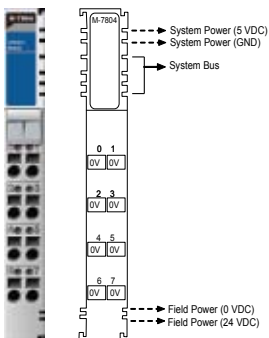 M-7804
System Power (5 VDC)
System Power (GND)
System Bus
0 1
0V 0V
2 3
0V 0V
4 5
0V 0V
6 7
0V 0V
Field Power (0 VDC)
Field Power (24 VDC)